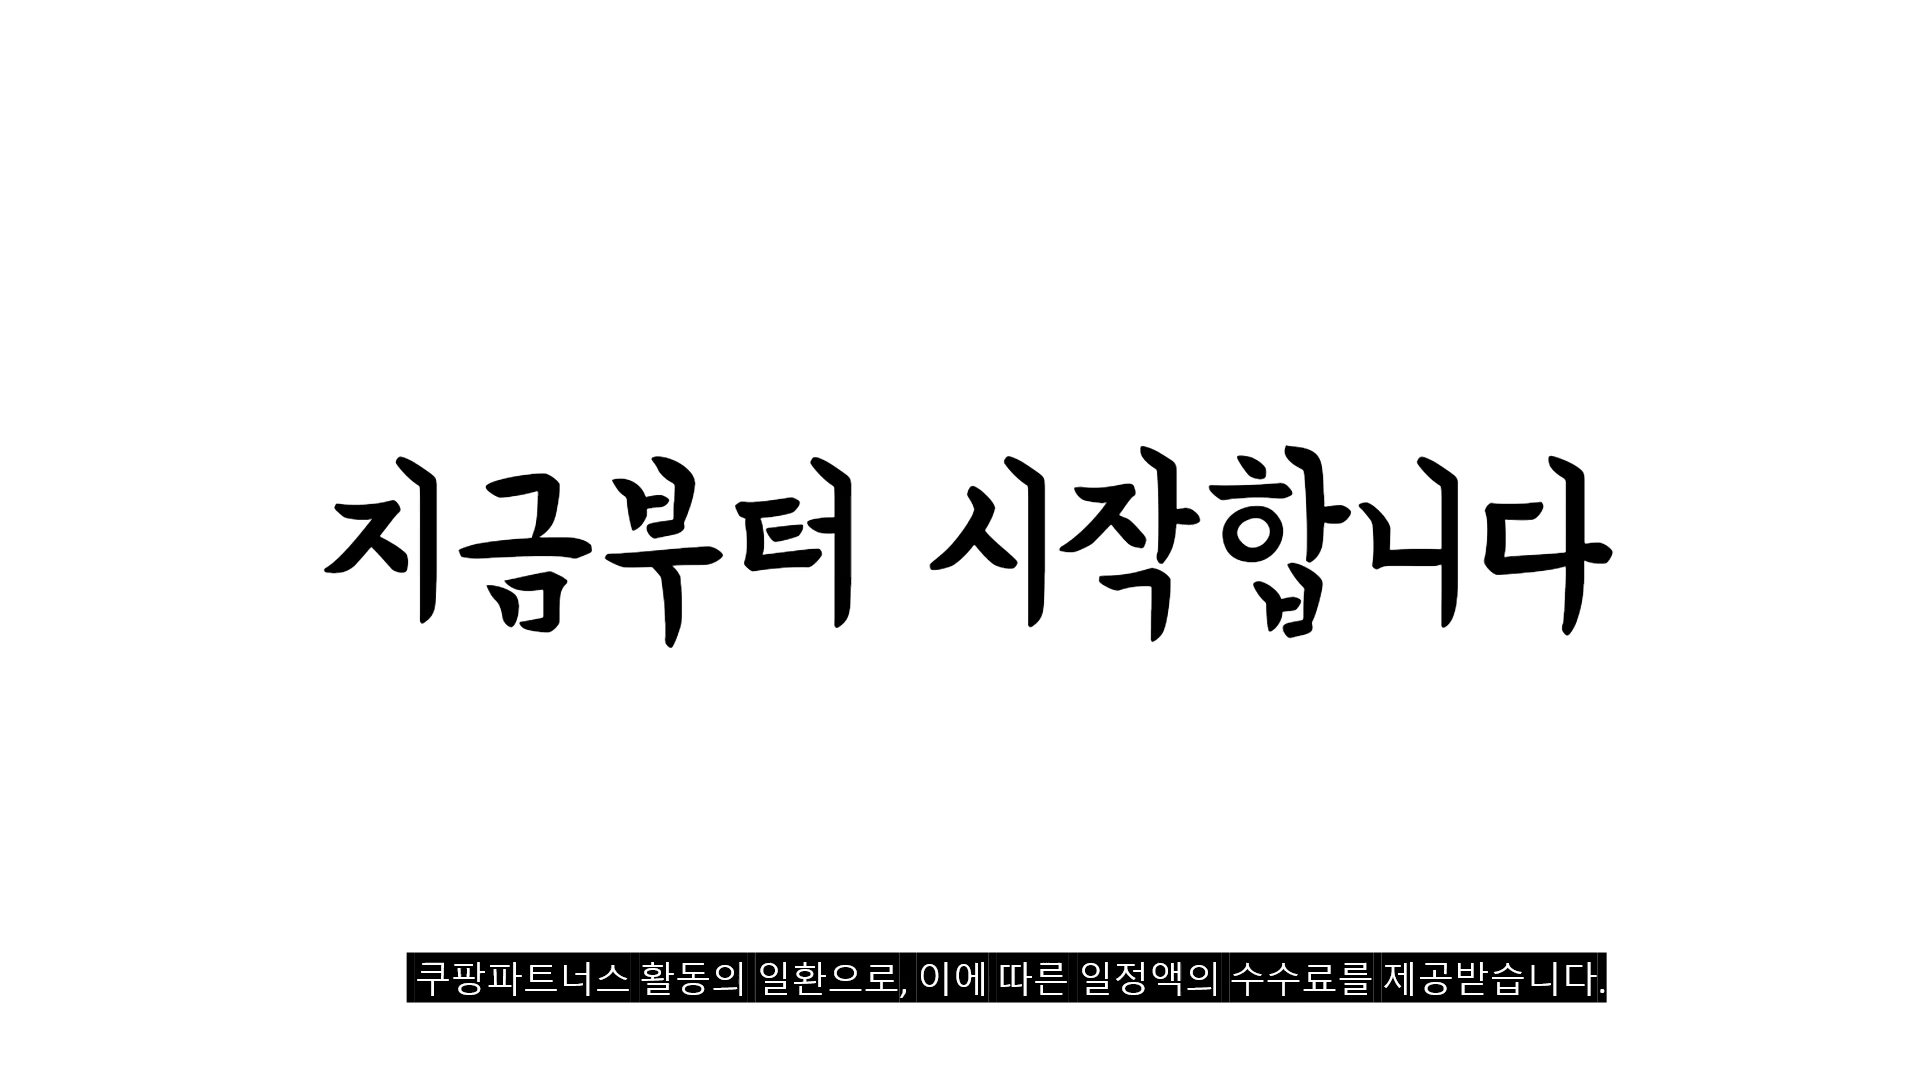 지금부터 시작합니다
쿠팡파트너스 활동의 일환으로, 이에 따른 일정액의 수수료를 제공받습니다.